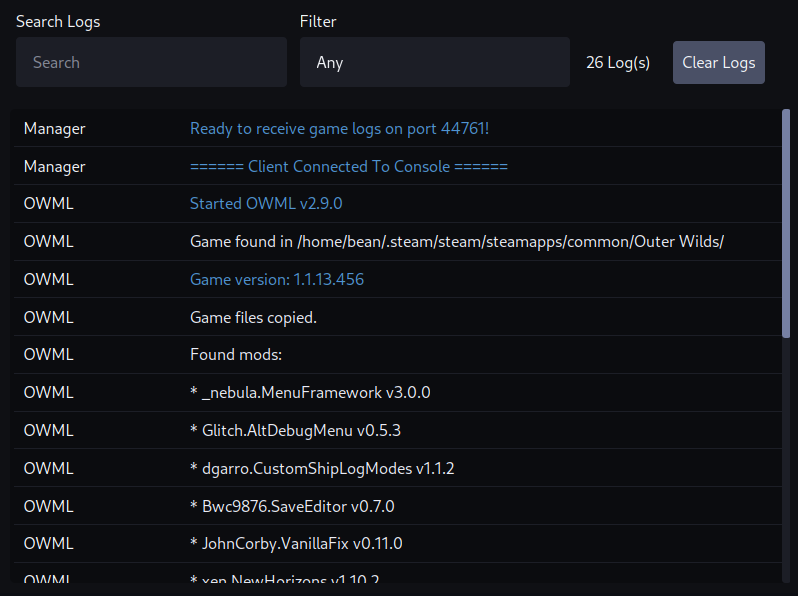 Search Logs Filter
Search Any 26 Log(s) Clear Logs
Manager Ready to receive game logs on port 44761!
Manager ====== Client Connected To Console ======
OWML Started OWML v2.9.0
OWML Game found in /home/bean/.steam/steam/steamapps/common/Outer Wilds/
OWML Game version: 1.1.13.456
OWML Game files copied.
OWML Found mods:
OWML * _nebula.MenuFramework v3.0.0
OWML * Glitch.AltDebugMenu v0.5.3
OWML * dgarro.CustomShipLogModes v1.1.2
OWML * Bwc9876.SaveEditor v0.7.0
OWML * JohnCorby.VanillaFix v0.11.0
OWML * xen.NewHorizons v1.10.2